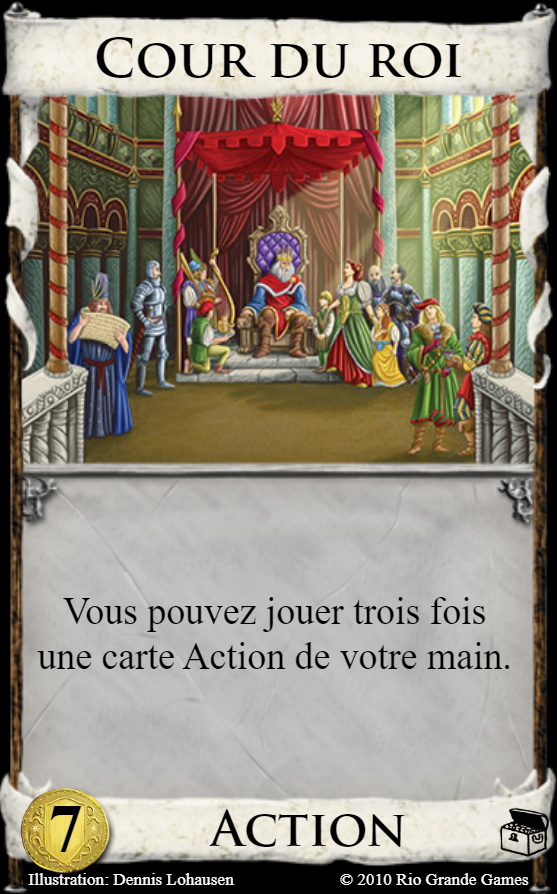 Cour du roi
Vous pouvez jouer trois fois
une carte Action de votre main.
7
Action
Illustration: Dennis Lohausen
© 2010 Rio Grande Games